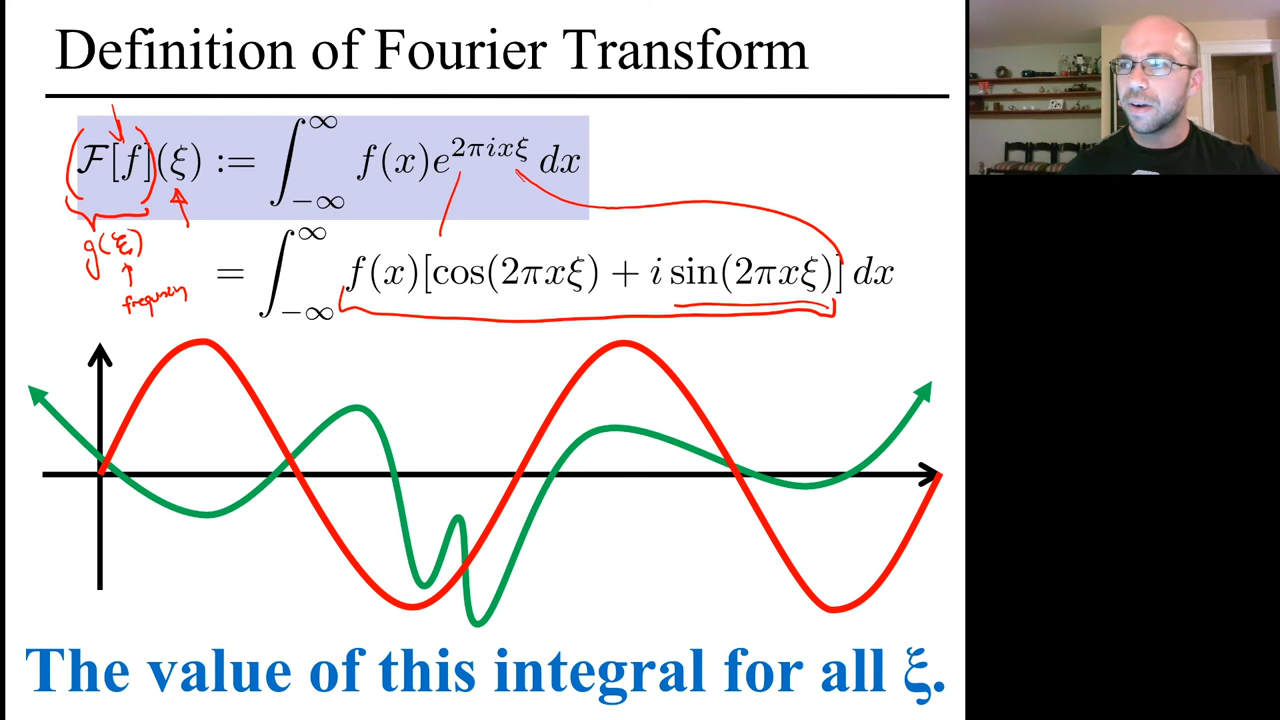 Definition of Fourier Transform
(ℱ[f])(ξ) := ∫_{-∞}^{∞} f(x)e^{2πixξ} dx
g(ξ)
= ∫_{-∞}^{∞} f(x)[cos(2πxξ) + i sin(2πxξ)] dx
frequency
The value of this integral for all ξ.